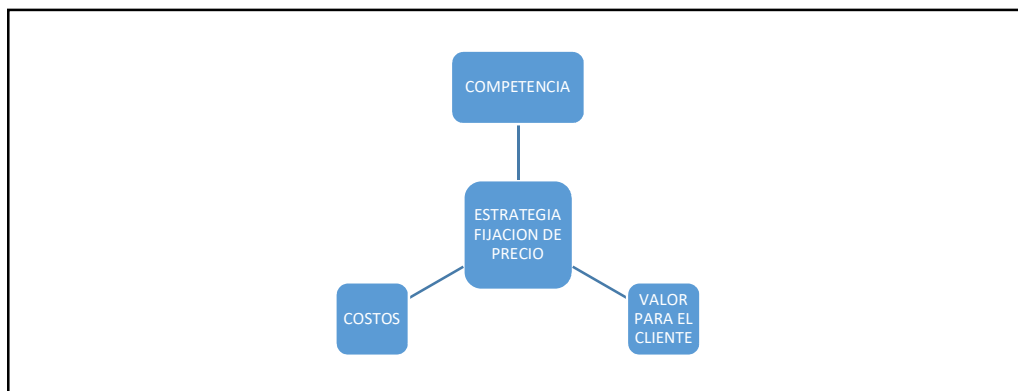 COMPETENCIA
ESTRATEGIA
FIJACION DE
PRECIO
COSTOS
VALOR
PARA EL
CLIENTE